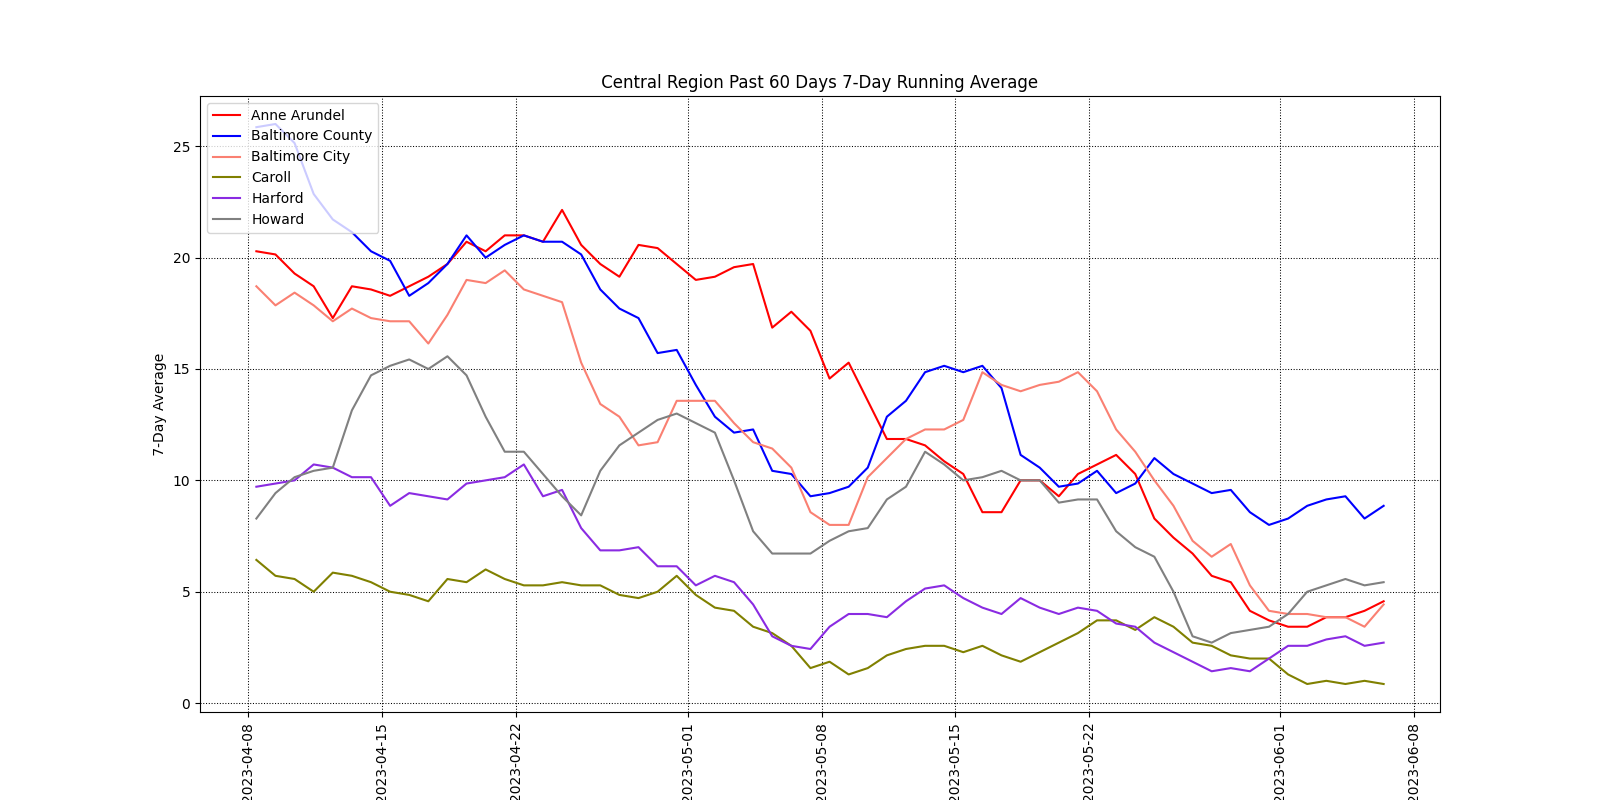 Central Region Past 60 Days 7-Day Running Average
Anne Arundel
Baltimore County
Baltimore City
Caroll
Harford
Howard
7-Day Average
25
20
15
10
5
0
2023-04-08
2023-04-15
2023-04-22
2023-05-01
2023-05-08
2023-05-15
2023-05-22
2023-06-01
2023-06-08